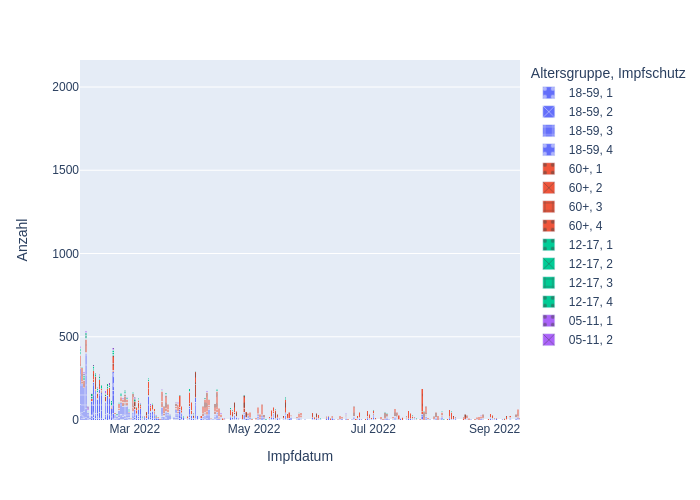 Altersgruppe, Impfschutz
18-59, 1
18-59, 2
18-59, 3
18-59, 4
60+, 1
60+, 2
60+, 3
60+, 4
12-17, 1
12-17, 2
12-17, 3
12-17, 4
05-11, 1
05-11, 2
2000
1500
1000
500
0
Anzahl
Mar 2022
May 2022
Jul 2022
Sep 2022
Impfdatum